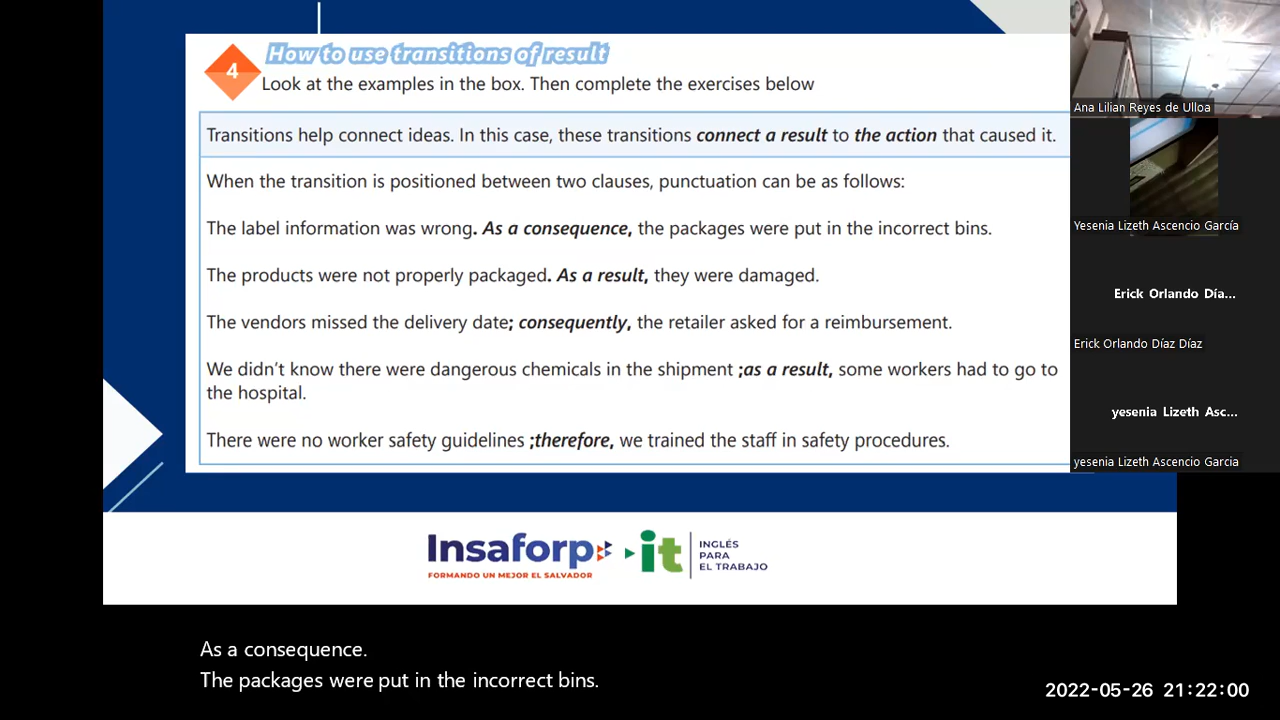 How to use transitions of result
4
Look at the examples in the box. Then complete the exercises below
Transitions help connect ideas. In this case, these transitions connect a result to the action that caused it.
When the transition is positioned between two clauses, punctuation can be as follows:
The label information was wrong. As a consequence, the packages were put in the incorrect bins.
The products were not properly packaged. As a result, they were damaged.
The vendors missed the delivery date; consequently, the retailer asked for a reimbursement.
We didn't know there were dangerous chemicals in the shipment ;as a result, some workers had to go to
the hospital.
There were no worker safety guidelines ;therefore, we trained the staff in safety procedures.
Ana Lilian Reyes de Ulloa
Yesenia Lizeth Ascencio García
Erick Orlando Día...
Erick Orlando Díaz Díaz
yesenia Lizeth Asc...
yesenia Lizeth Ascencio Garcia
Insaforp
FORMANDO UN MEJOR EL SALVADOR
it
INGLÉS
PARA
EL TRABAJO
As a consequence.
The packages were put in the incorrect bins.
2022-05-26 21:22:00